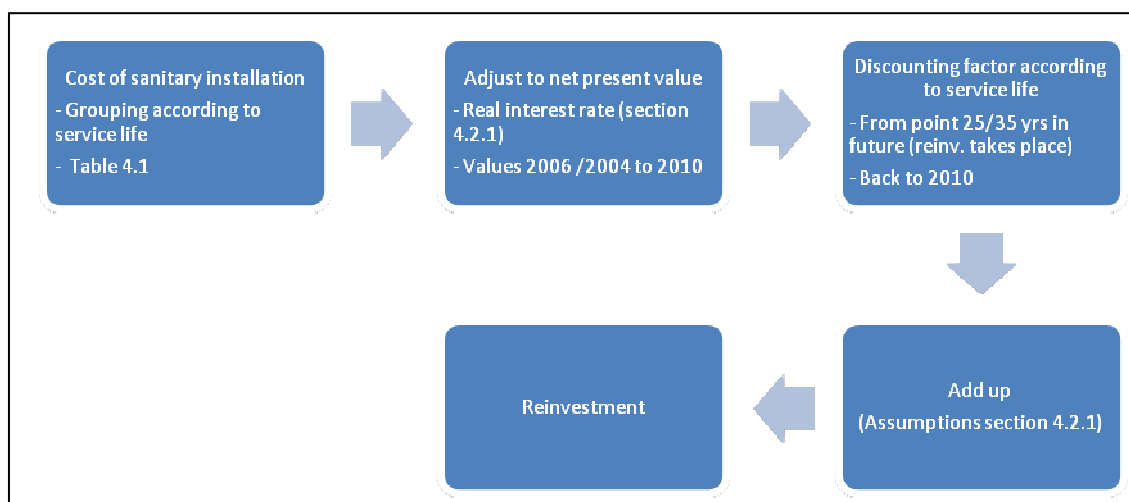 Cost of sanitary installation
- Grouping according to
service life
- Table 4.1
Adjust to net present value
- Real interest rate (section
4.2.1)
- Values 2006 /2004 to 2010
Discounting factor according
to service life
- From point 25/35 yrs in
future (reinv. takes place)
- Back to 2010
Add up
(Assumptions section 4.2.1)
Reinvestment